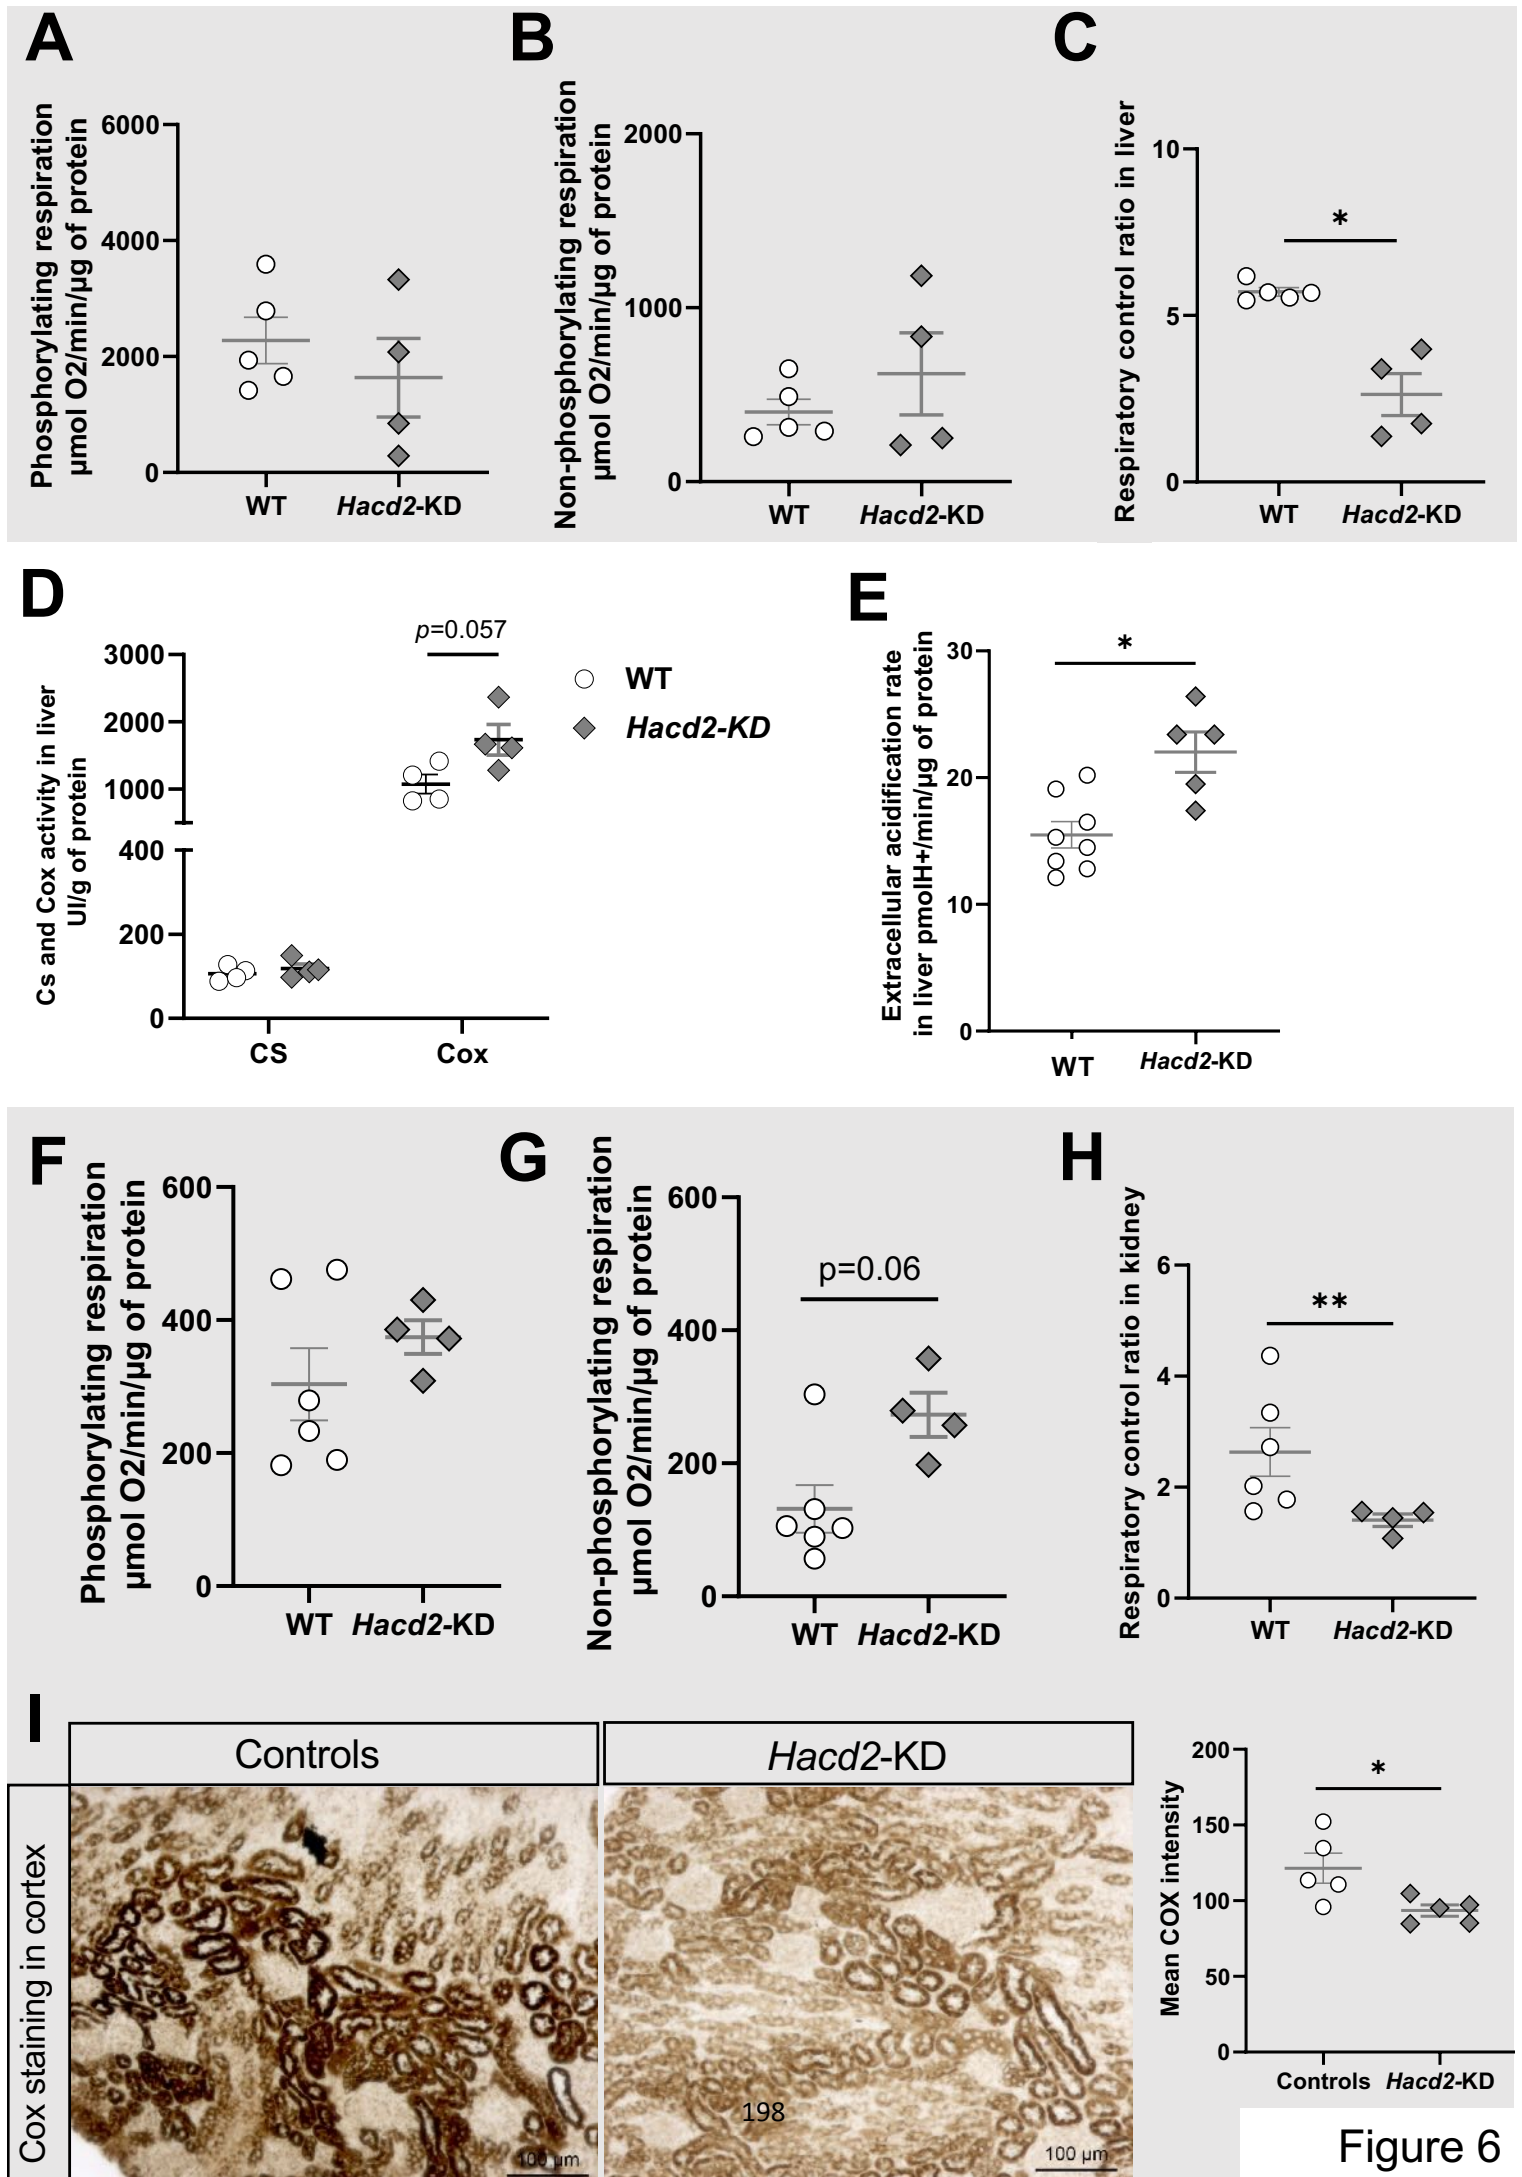 A
B
C
Phosphorylating respiration
µmol O2/min/µg of protein
6000
4000
2000
0
WT
Hacd2-KD
Non-phosphorylating respiration
µmol O2/min/µg of protein
2000
1000
0
WT
Hacd2-KD
Respiratory control ratio in liver
10
5
0
*
WT
Hacd2-KD
D
E
Cs and Cox activity in liver
UI/g of protein
3000
2000
1000
400
200
0
p=0.057
CS
Cox
WT
Hacd2-KD
Extracellular acidification rate
in liver pmolH+/min/µg of protein
30
20
10
0
*
WT
Hacd2-KD
F
G
H
Phosphorylating respiration
µmol O2/min/µg of protein
600
400
200
0
WT
Hacd2-KD
Non-phosphorylating respiration
µmol O2/min/µg of protein
600
400
200
0
p=0.06
WT
Hacd2-KD
Respiratory control ratio in kidney
6
4
2
0
**
WT
Hacd2-KD
I
Controls
Hacd2-KD
Cox staining in cortex
100 µm
198
100 µm
Mean COX intensity
200
150
100
50
0
*
Controls
Hacd2-KD
Figure 6